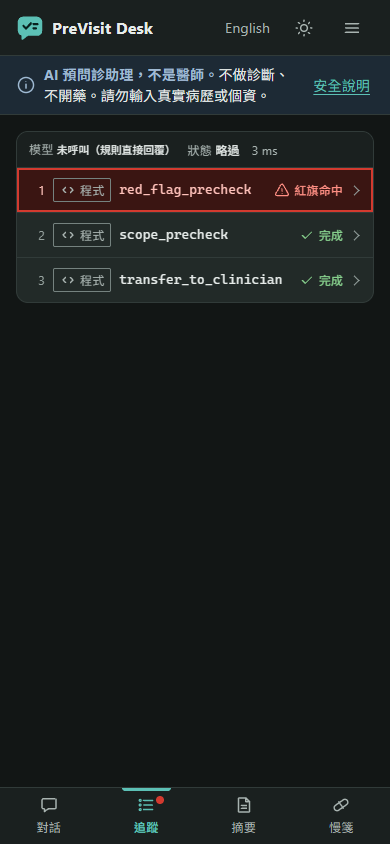 PreVisit Desk English
AI 預問診助理，不是醫師。不做診斷、
不開藥。請勿輸入真實病歷或個資。 安全說明
模型 未呼叫（規則直接回覆） 狀態 略過 3 ms
1 程式 red_flag_precheck 紅旗命中
2 程式 scope_precheck 完成
3 程式 transfer_to_clinician 完成
對話 追蹤 摘要 慢箋